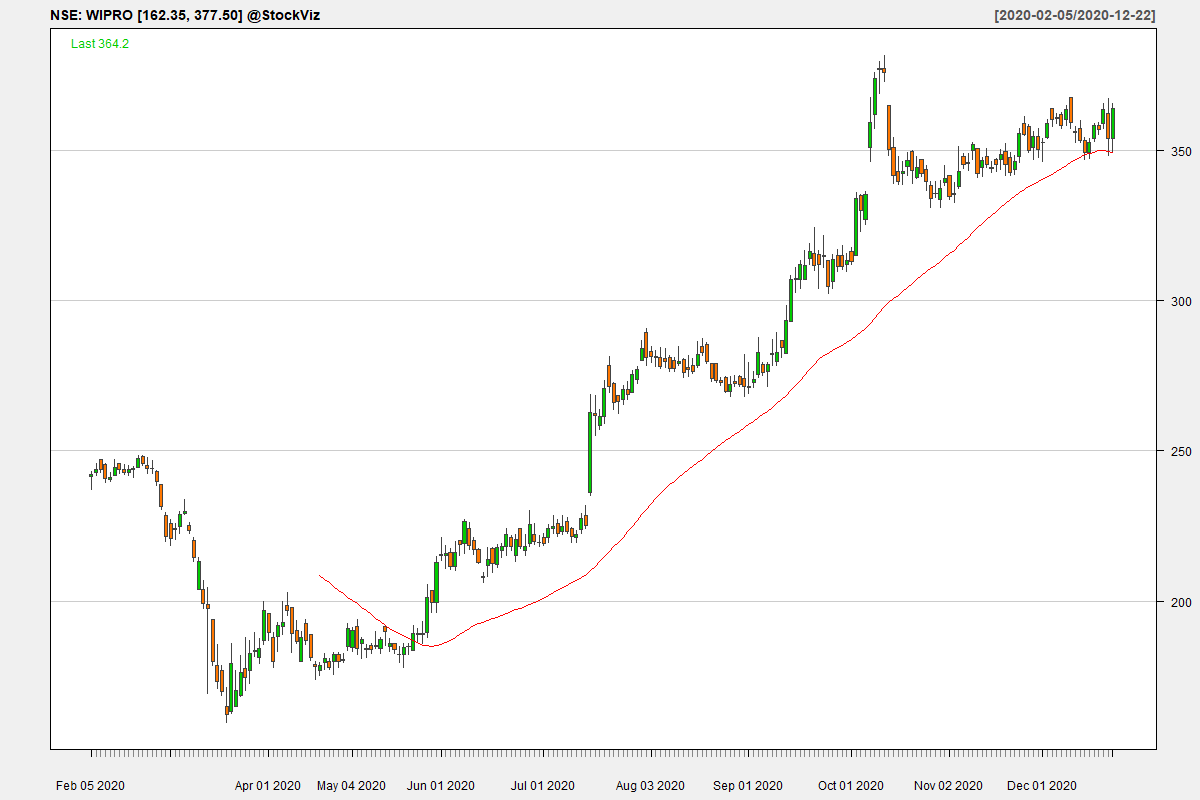 NSE: WIPRO [162.35, 377.50] @StockViz
[2020-02-05/2020-12-22]
Last 364.2
350
300
250
200
Feb 05 2020
Apr 01 2020
May 04 2020
Jun 01 2020
Jul 01 2020
Aug 03 2020
Sep 01 2020
Oct 01 2020
Nov 02 2020
Dec 01 2020